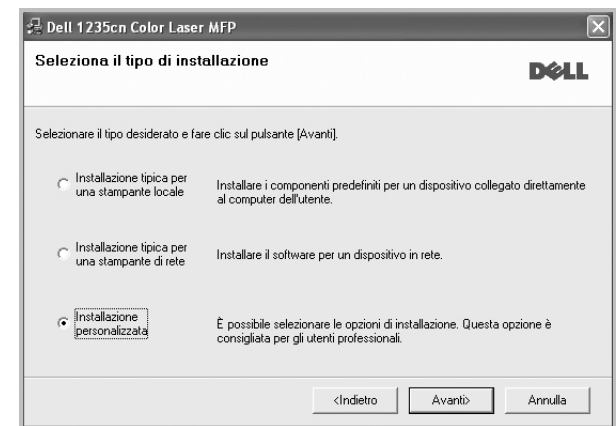 Dell 1235cn Color Laser MFP
Seleziona il tipo di installazione
DELL
Selezionare il tipo desiderato e fare clic sul pulsante [Avanti].
Installazione tipica per
una stampante locale
Installare i componenti predefiniti per un dispositivo collegato direttamente
al computer dell'utente.
Installazione tipica per
una stampante di rete
Installare il software per un dispositivo in rete.
Installazione
personalizzata
È possibile selezionare le opzioni di installazione. Questa opzione è
consigliata per gli utenti professionali.
<Indietro
Avanti>
Annulla